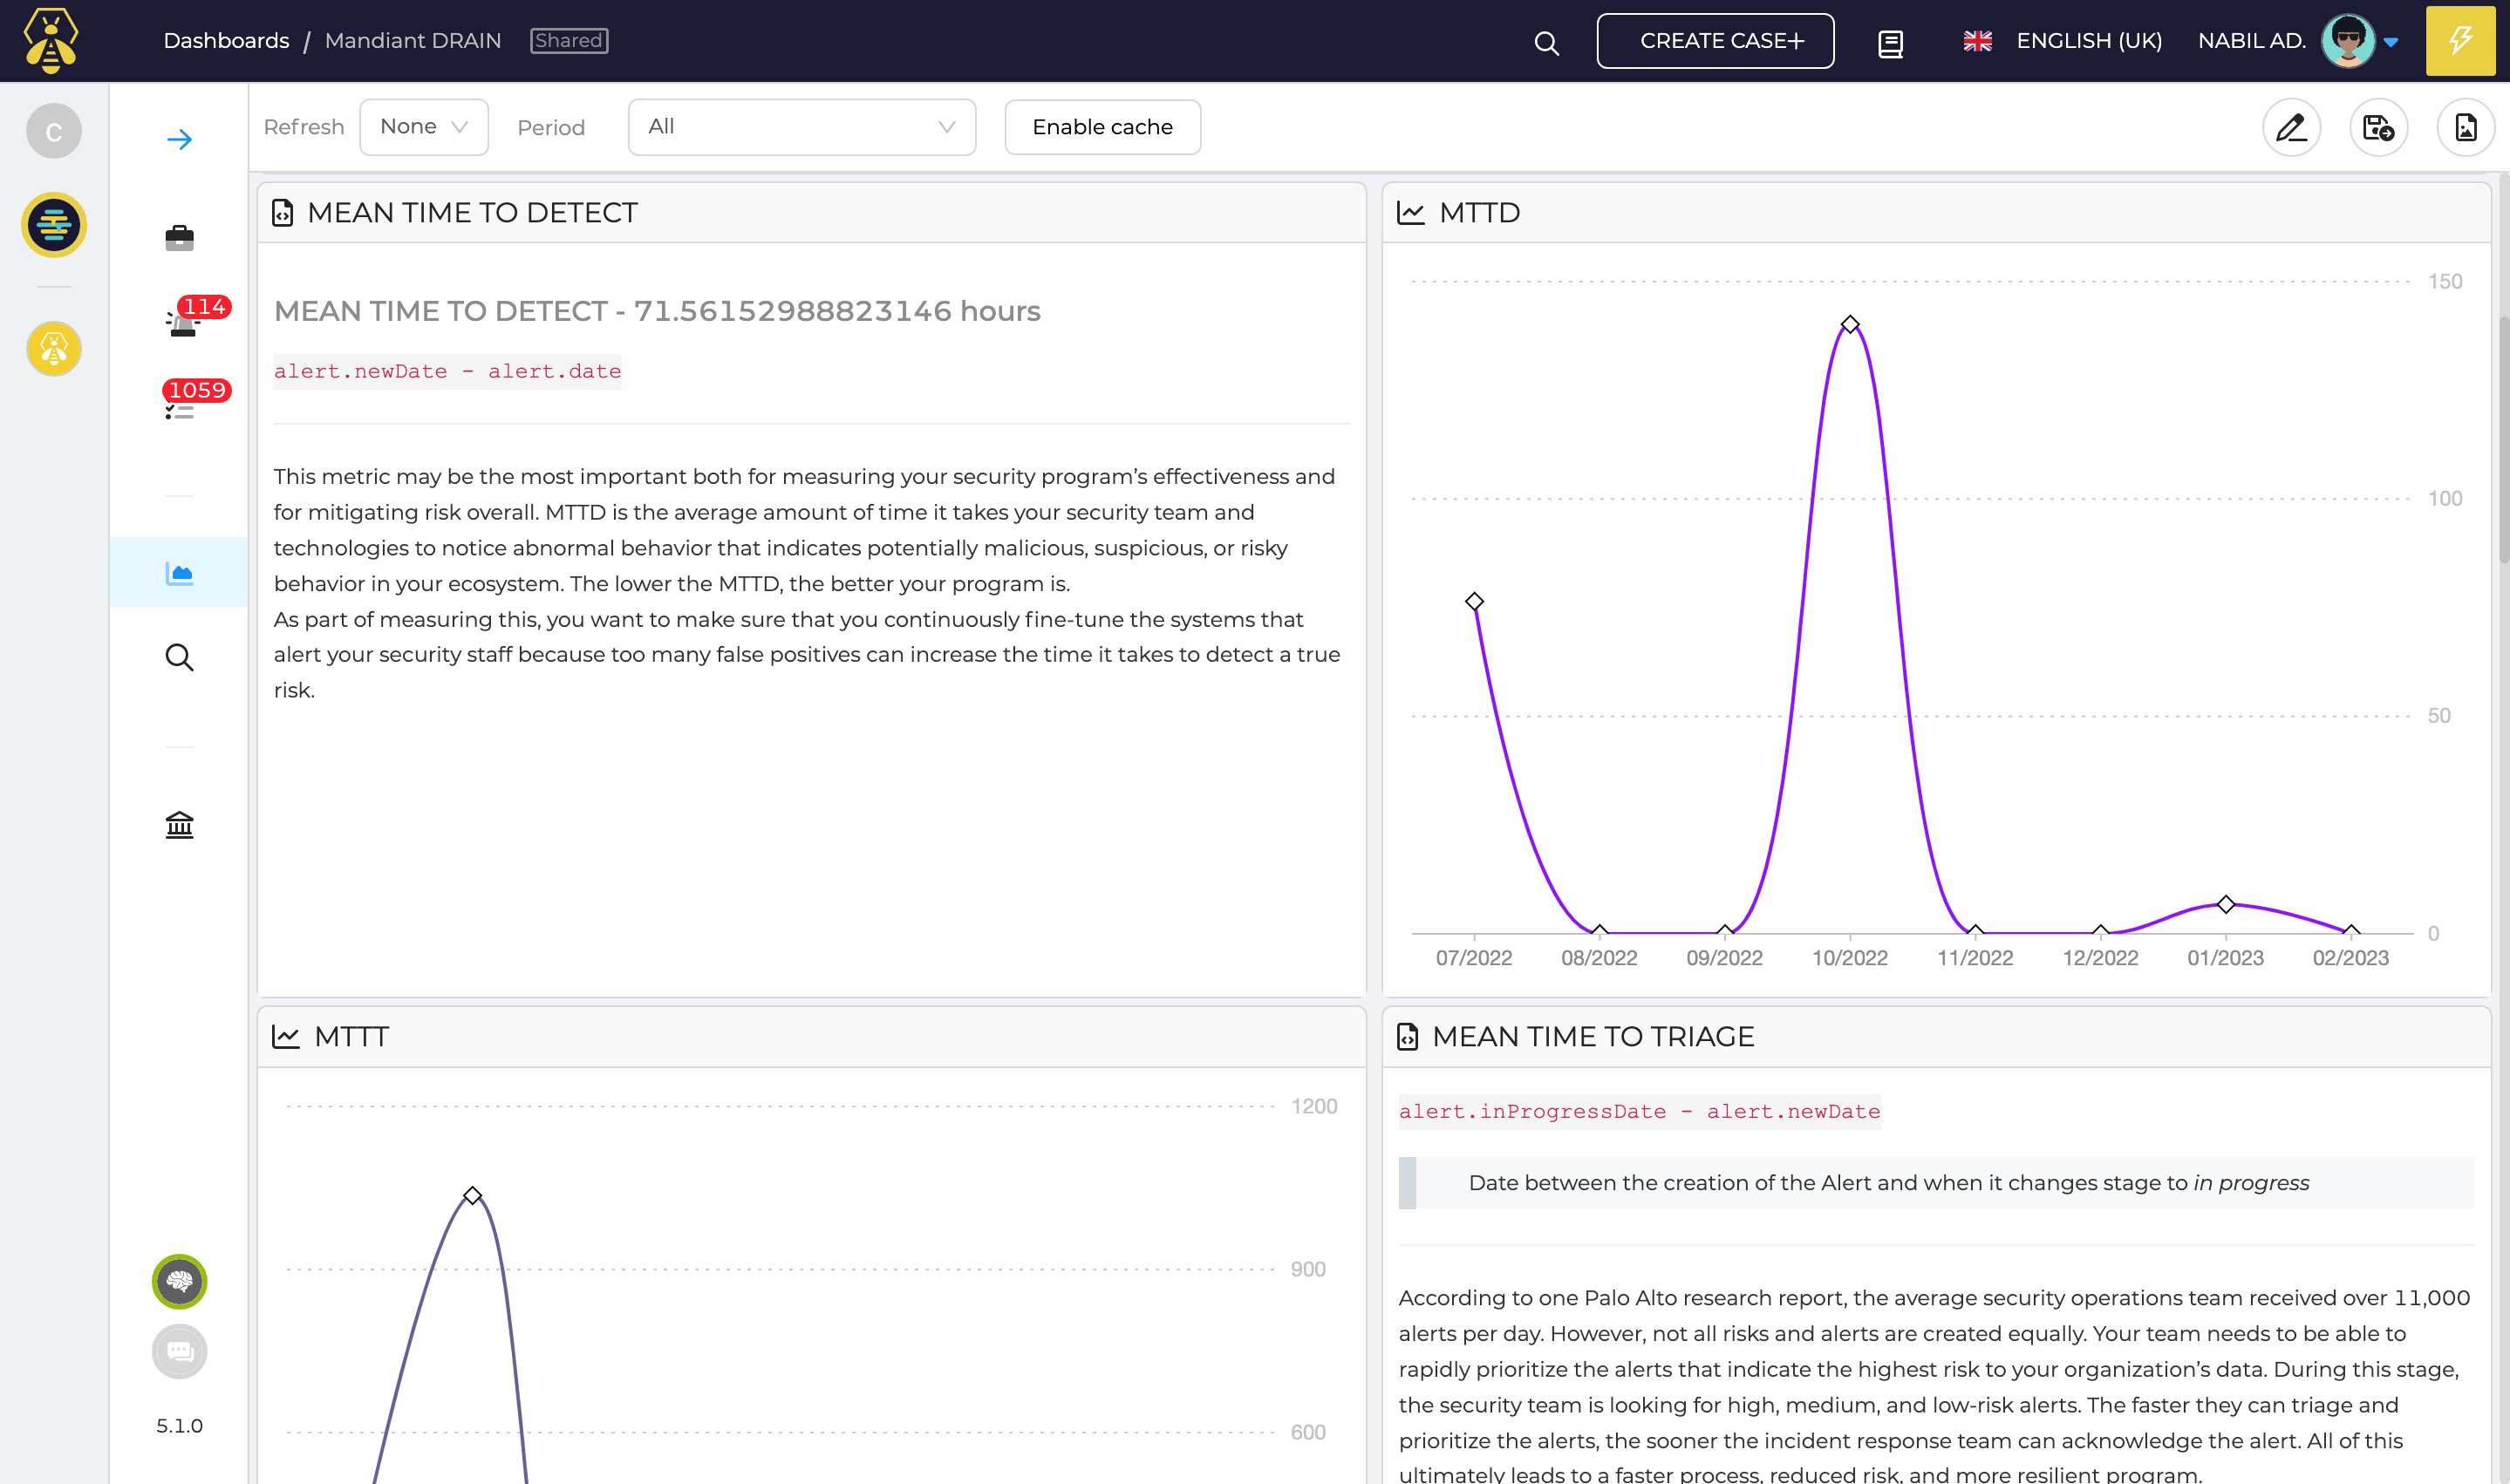 Dashboards / Mandiant DRAIN Shared
CREATE CASE+
ENGLISH (UK)
NABIL AD.
C
Refresh
None
Period
All
Enable cache
114
1059
5.1.0
MEAN TIME TO DETECT
MEAN TIME TO DETECT - 71.56152988823146 hours
alert.newDate - alert.date
This metric may be the most important both for measuring your security program’s effectiveness and
for mitigating risk overall. MTTD is the average amount of time it takes your security team and
technologies to notice abnormal behavior that indicates potentially malicious, suspicious, or risky
behavior in your ecosystem. The lower the MTTD, the better your program is.
As part of measuring this, you want to make sure that you continuously fine-tune the systems that
alert your security staff because too many false positives can increase the time it takes to detect a true
risk.
MTTD
150
100
50
0
07/2022 08/2022 09/2022 10/2022 11/2022 12/2022 01/2023 02/2023
MTTT
1200
900
600
MEAN TIME TO TRIAGE
alert.inProgressDate - alert.newDate
Date between the creation of the Alert and when it changes stage to in progress
According to one Palo Alto research report, the average security operations team received over 11,000
alerts per day. However, not all risks and alerts are created equally. Your team needs to be able to
rapidly prioritize the alerts that indicate the highest risk to your organization’s data. During this stage,
the security team is looking for high, medium, and low-risk alerts. The faster they can triage and
prioritize the alerts, the sooner the incident response team can acknowledge the alert. All of this
ultimately leads to a faster process, reduced risk, and more resilient program.